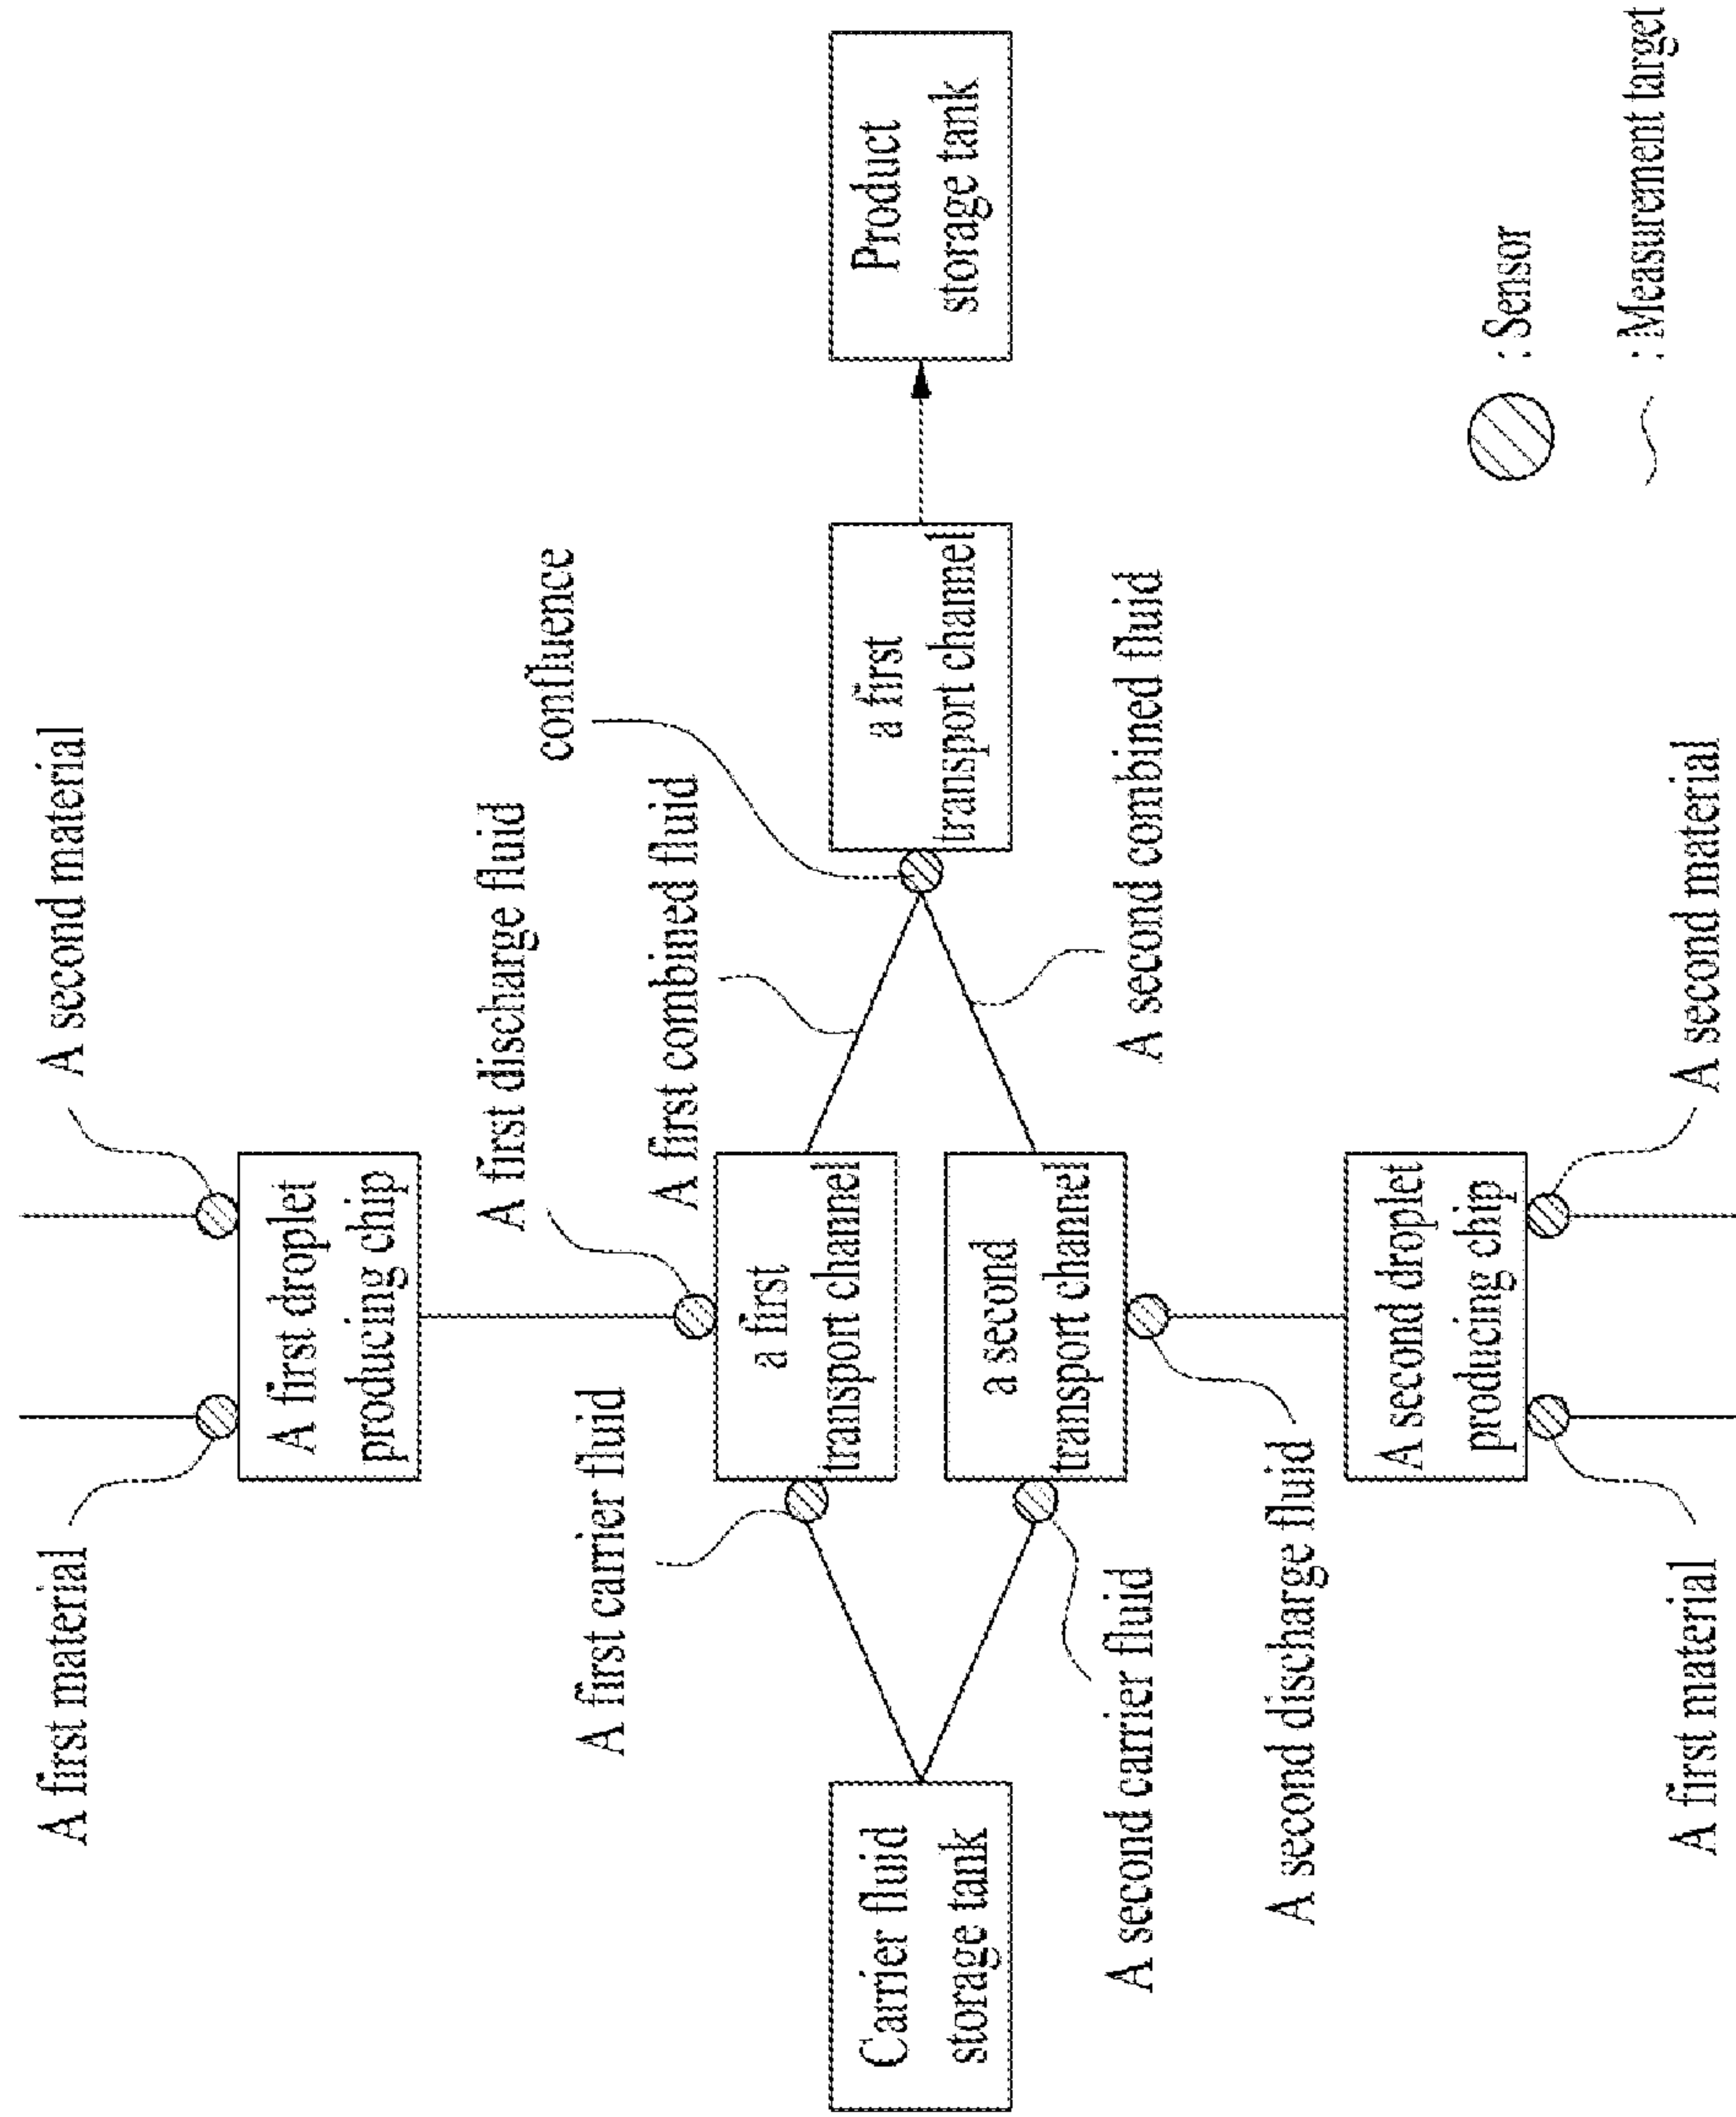 A first material
A second material
A first droplet
producing chip
A first discharge fluid
A first carrier fluid
A first combined fluid
confluence
a first
transport channel
a second
transport channel
Carrier fluid
storage tank
a first
transport channel
Product
storage tank
A second carrier fluid
A second combined fluid
A second discharge fluid
A second droplet
producing chip
A first material
A second material
: Sensor
: Measurement target